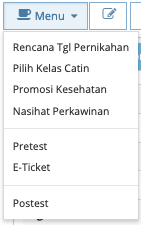 Menu
Rencana Tgl Pernikahan
Pilih Kelas Catin
Promosi Kesehatan
Nasihat Perkawinan
Pretest
E-Ticket
Postest